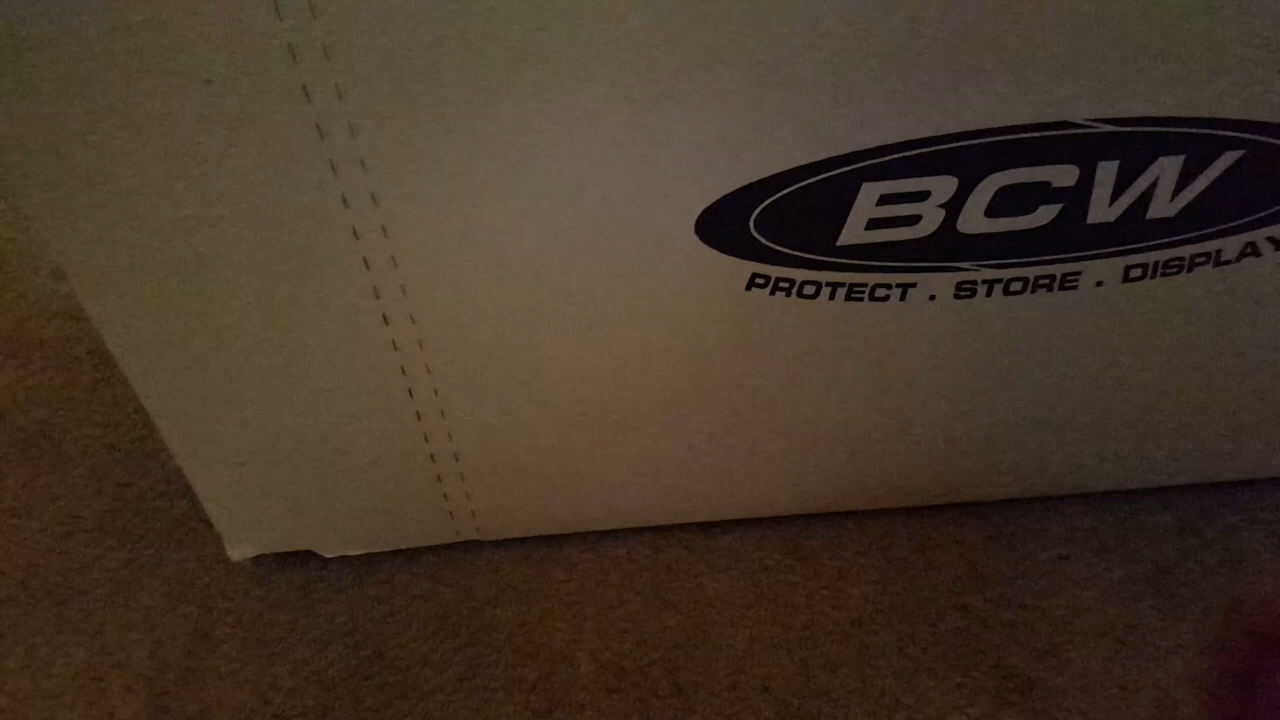 BCW
PROTECT . STORE . DISPLAY